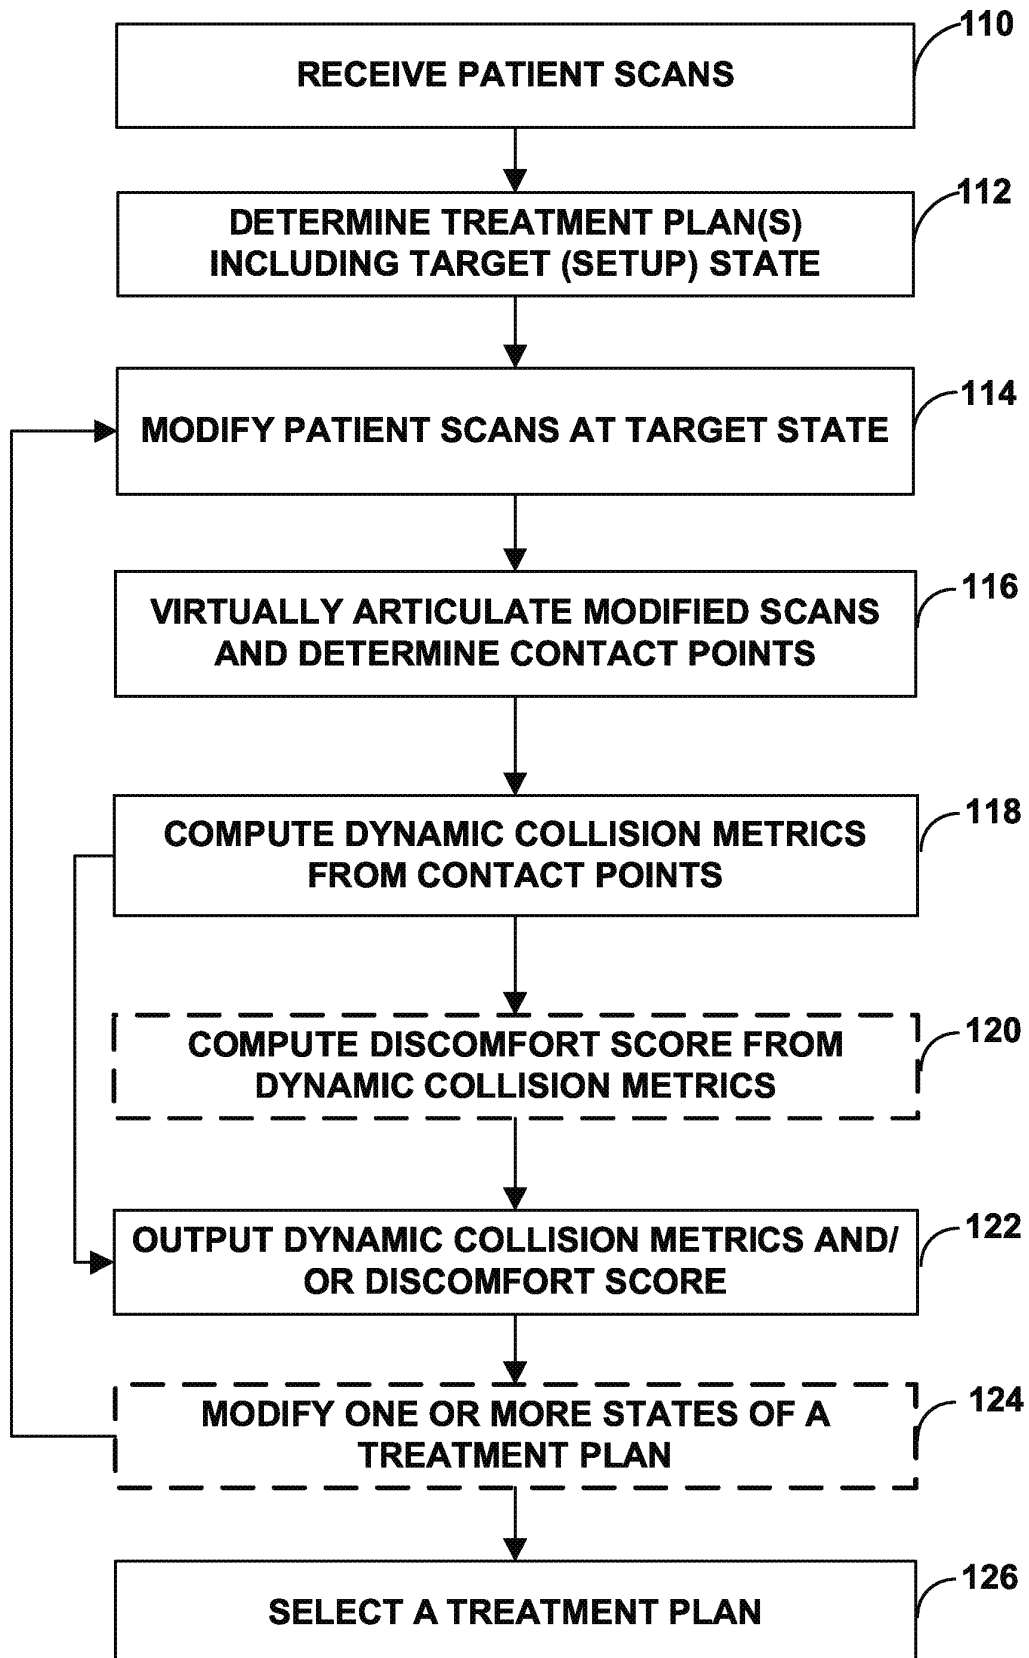 110
RECEIVE PATIENT SCANS
112
DETERMINE TREATMENT PLAN(S)
INCLUDING TARGET (SETUP) STATE
114
MODIFY PATIENT SCANS AT TARGET STATE
116
VIRTUALLY ARTICULATE MODIFIED SCANS
AND DETERMINE CONTACT POINTS
118
COMPUTE DYNAMIC COLLISION METRICS
FROM CONTACT POINTS
120
COMPUTE DISCOMFORT SCORE FROM
DYNAMIC COLLISION METRICS
122
OUTPUT DYNAMIC COLLISION METRICS AND/
OR DISCOMFORT SCORE
124
MODIFY ONE OR MORE STATES OF A
TREATMENT PLAN
126
SELECT A TREATMENT PLAN